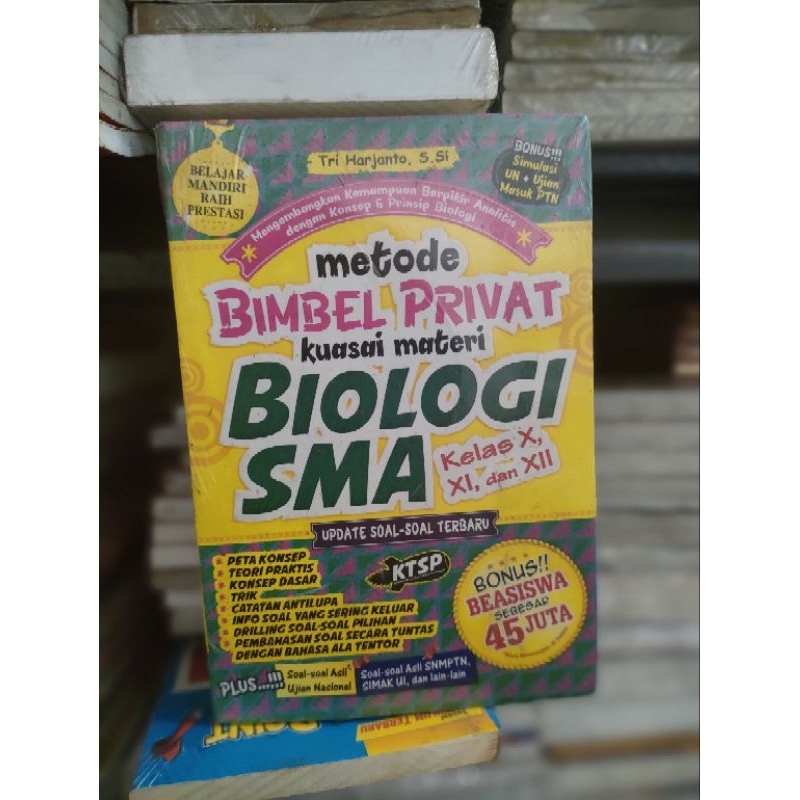 Tri Harjanto, S.Si
BELAJAR
MANDIRI
RAIH
PRESTASI
BONUS!!!
Simulasi
UN + Ujian
Masuk PTN
Mengembangkan Kemampuan Berpikir Analitis
dengan Konsep & Prinsip Biologi
metode
BIMBEL PRIVAT
kuasai materi
BIOLOGI
SMA
Kelas X,
XI, dan XII
UPDATE SOAL-SOAL TERBARU
PETA KONSEP
TEORI PRAKTIS
KONSEP DASAR
TRIK
CATATAN ANTILUPA
INFO SOAL YANG SERING KELUAR
DRILLING SOAL-SOAL PILIHAN
PEMBAHASAN SOAL SECARA TUNTAS
DENGAN BAHASA ALA TENTOR
KTSP
BONUS!!
BEASISWA
SEBESAR
45 JUTA
PLUS...!!!
Soal-soal Asli
Ujian Nasional
Soal-soal Asli SNMPTN,
SIMAK UI, dan lain-lain
TERBARU